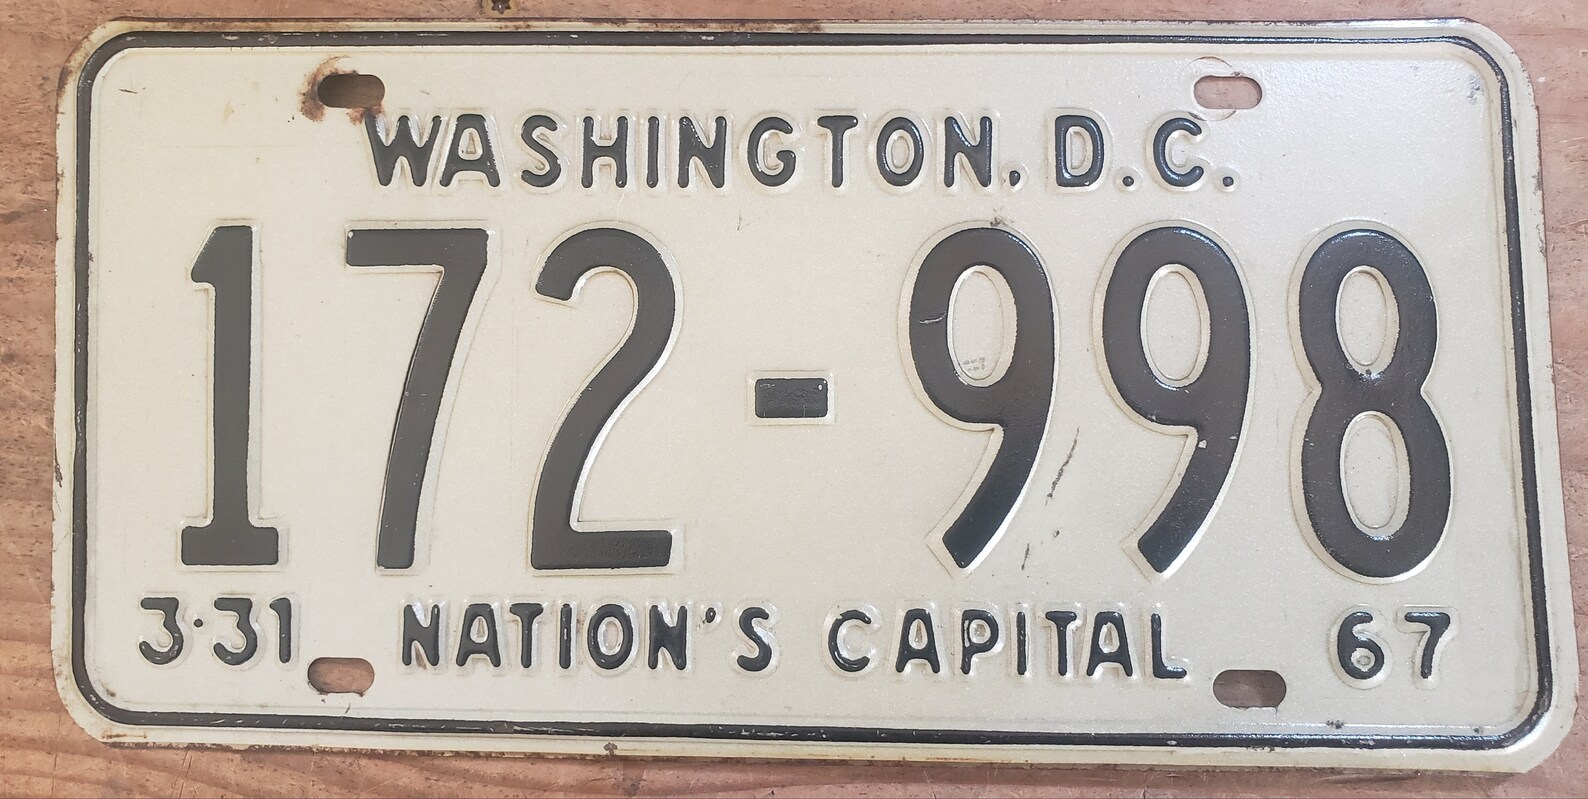 WASHINGTON, D.C.
172-998
3·31 NATION'S CAPITAL 67